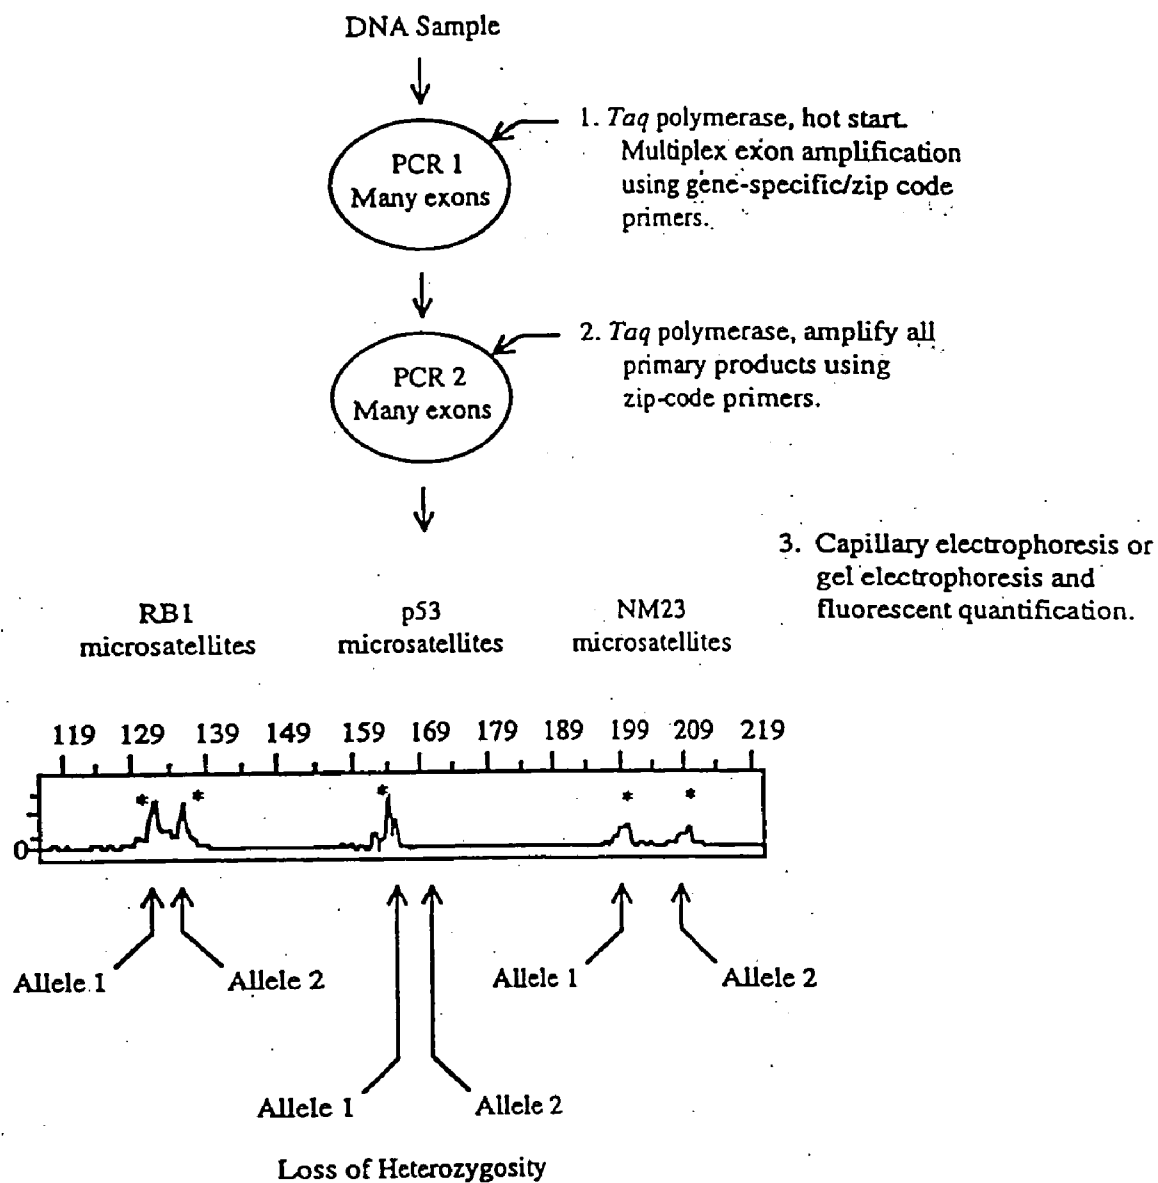 DNA Sample
PCR 1
Many exons
1. Taq polymerase, hot start.
Multiplex exon amplification
using gene-specific/zip code
primers.
PCR 2
Many exons
2. Taq polymerase, amplify all
primary products using
zip-code primers.
3. Capillary electrophoresis or
gel electrophoresis and
fluorescent quantification.
RB1
microsatellites
p53
microsatellites
NM23
microsatellites
119 129 139 149 159 169 179 189 199 209 219
* * * * *
0
Allele 1
Allele 2
Allele 1
Allele 2
Allele 1
Allele 2
Loss of Heterozygosity